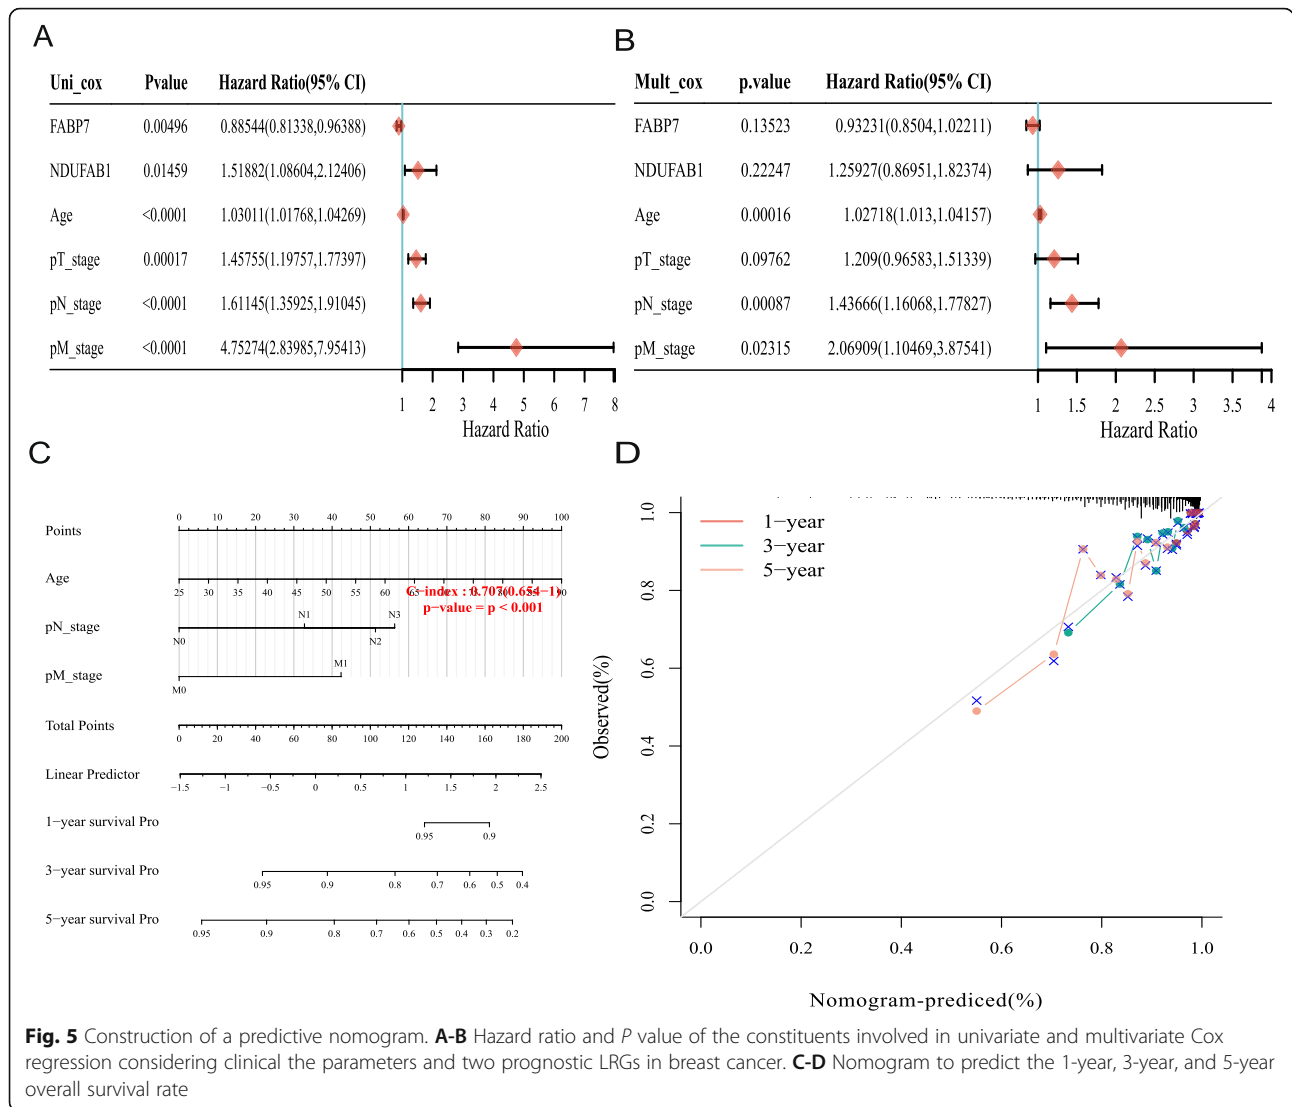 A
Uni_cox Pvalue Hazard Ratio(95% CI)
FABP7 0.00496 0.88544(0.81338,0.96388)
NDUFAB1 0.01459 1.51882(1.08604,2.12406)
Age <0.0001 1.03011(1.01768,1.04269)
pT_stage 0.00017 1.45755(1.19757,1.77397)
pN_stage <0.0001 1.61145(1.35925,1.91045)
pM_stage <0.0001 4.75274(2.83985,7.95413)
1 2 3 4 5 6 7 8
Hazard Ratio
B
Mult_cox p.value Hazard Ratio(95% CI)
FABP7 0.13523 0.93231(0.8504,1.02211)
NDUFAB1 0.22247 1.25927(0.86951,1.82374)
Age 0.00016 1.02718(1.013,1.04157)
pT_stage 0.09762 1.209(0.96583,1.51339)
pN_stage 0.00087 1.43666(1.16068,1.77827)
pM_stage 0.02315 2.06909(1.10469,3.87541)
1 1.5 2 2.5 3 3.5 4
Hazard Ratio
C
0 10 20 30 40 50 60 70 80 90 100
Points
Age
25 30 35 40 45 50 55 60 65 90
C−index : 0.707(0.654−1)
p−value = p < 0.001
N1 N3
pN_stage
N0 N2
M1
pM_stage
M0
Total Points
0 20 40 60 80 100 120 140 160 180 200
Linear Predictor
−1.5 −1 −0.5 0 0.5 1 1.5 2 2.5
1−year survival Pro
0.95 0.9
3−year survival Pro
0.95 0.9 0.8 0.7 0.6 0.5 0.4
5−year survival Pro
0.95 0.9 0.8 0.7 0.6 0.5 0.4 0.3 0.2
D
1−year
3−year
5−year
1.0
0.8
0.6
0.4
0.2
0.0
Observed(%)
0.0 0.2 0.4 0.6 0.8 1.0
Nomogram-prediced(%)
Fig. 5 Construction of a predictive nomogram. A-B Hazard ratio and P value of the constituents involved in univariate and multivariate Cox
regression considering clinical the parameters and two prognostic LRGs in breast cancer. C-D Nomogram to predict the 1-year, 3-year, and 5-year
overall survival rate